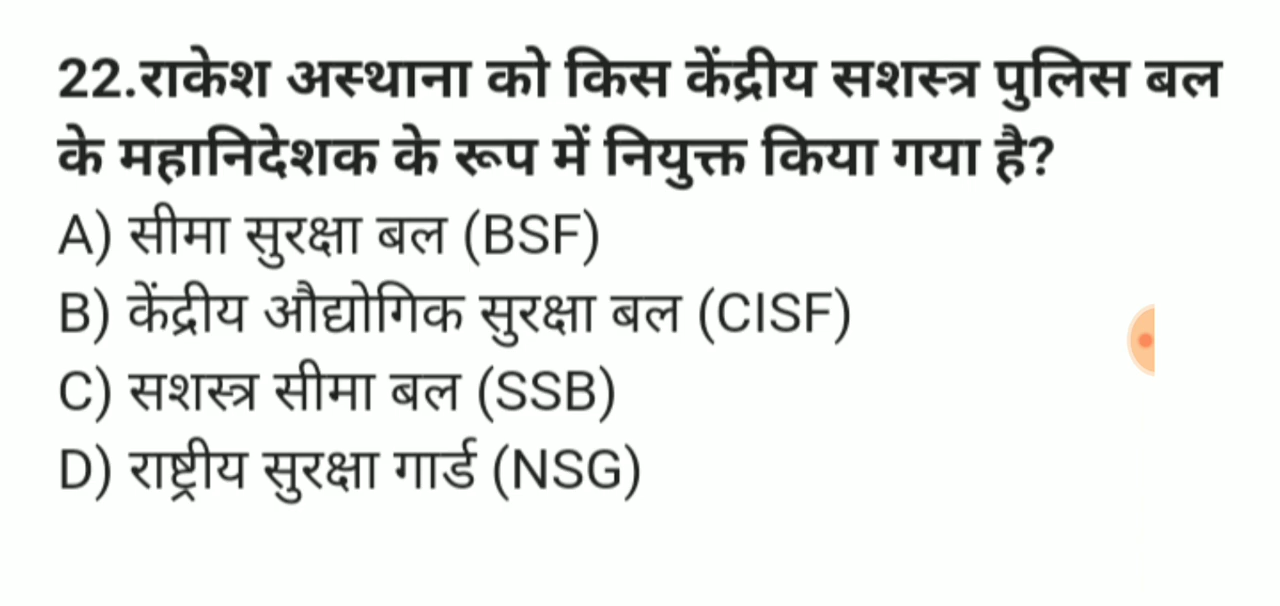 22.राकेश अस्थाना को किस केंद्रीय सशस्त्र पुलिस बल
के महानिदेशक के रूप में नियुक्त किया गया है?
A) सीमा सुरक्षा बल (BSF)
B) केंद्रीय औद्योगिक सुरक्षा बल (CISF)
C) सशस्त्र सीमा बल (SSB)
D) राष्ट्रीय सुरक्षा गार्ड (NSG)